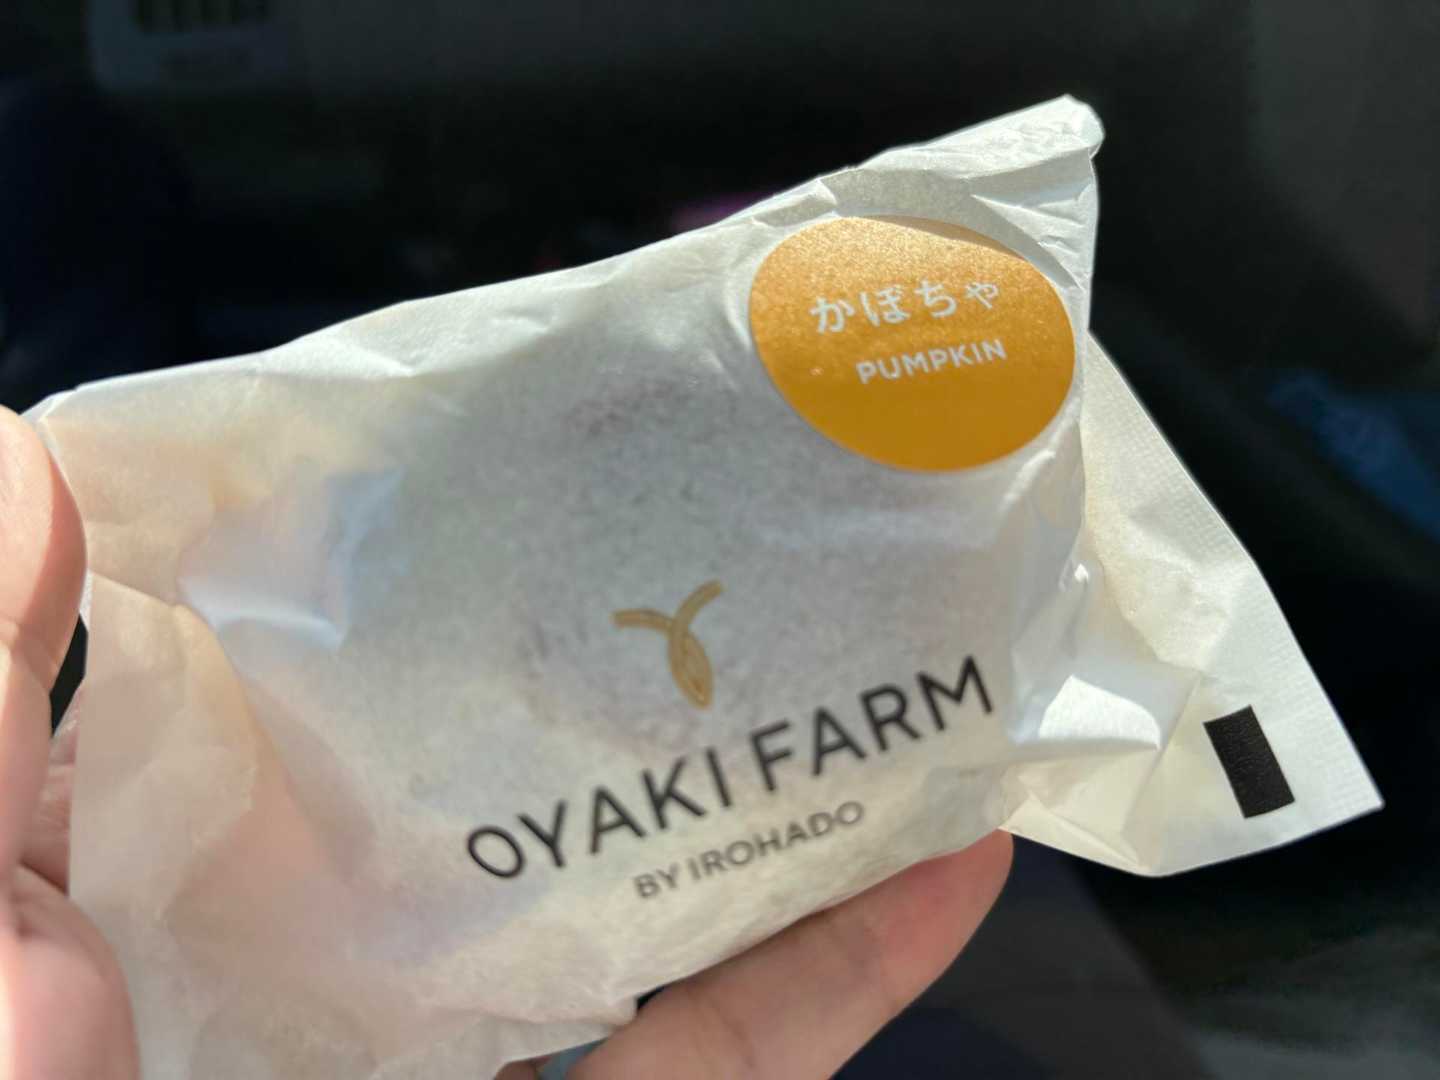 かぼちゃ
PUMPKIN
OYAKI FARM
BY IROHADO